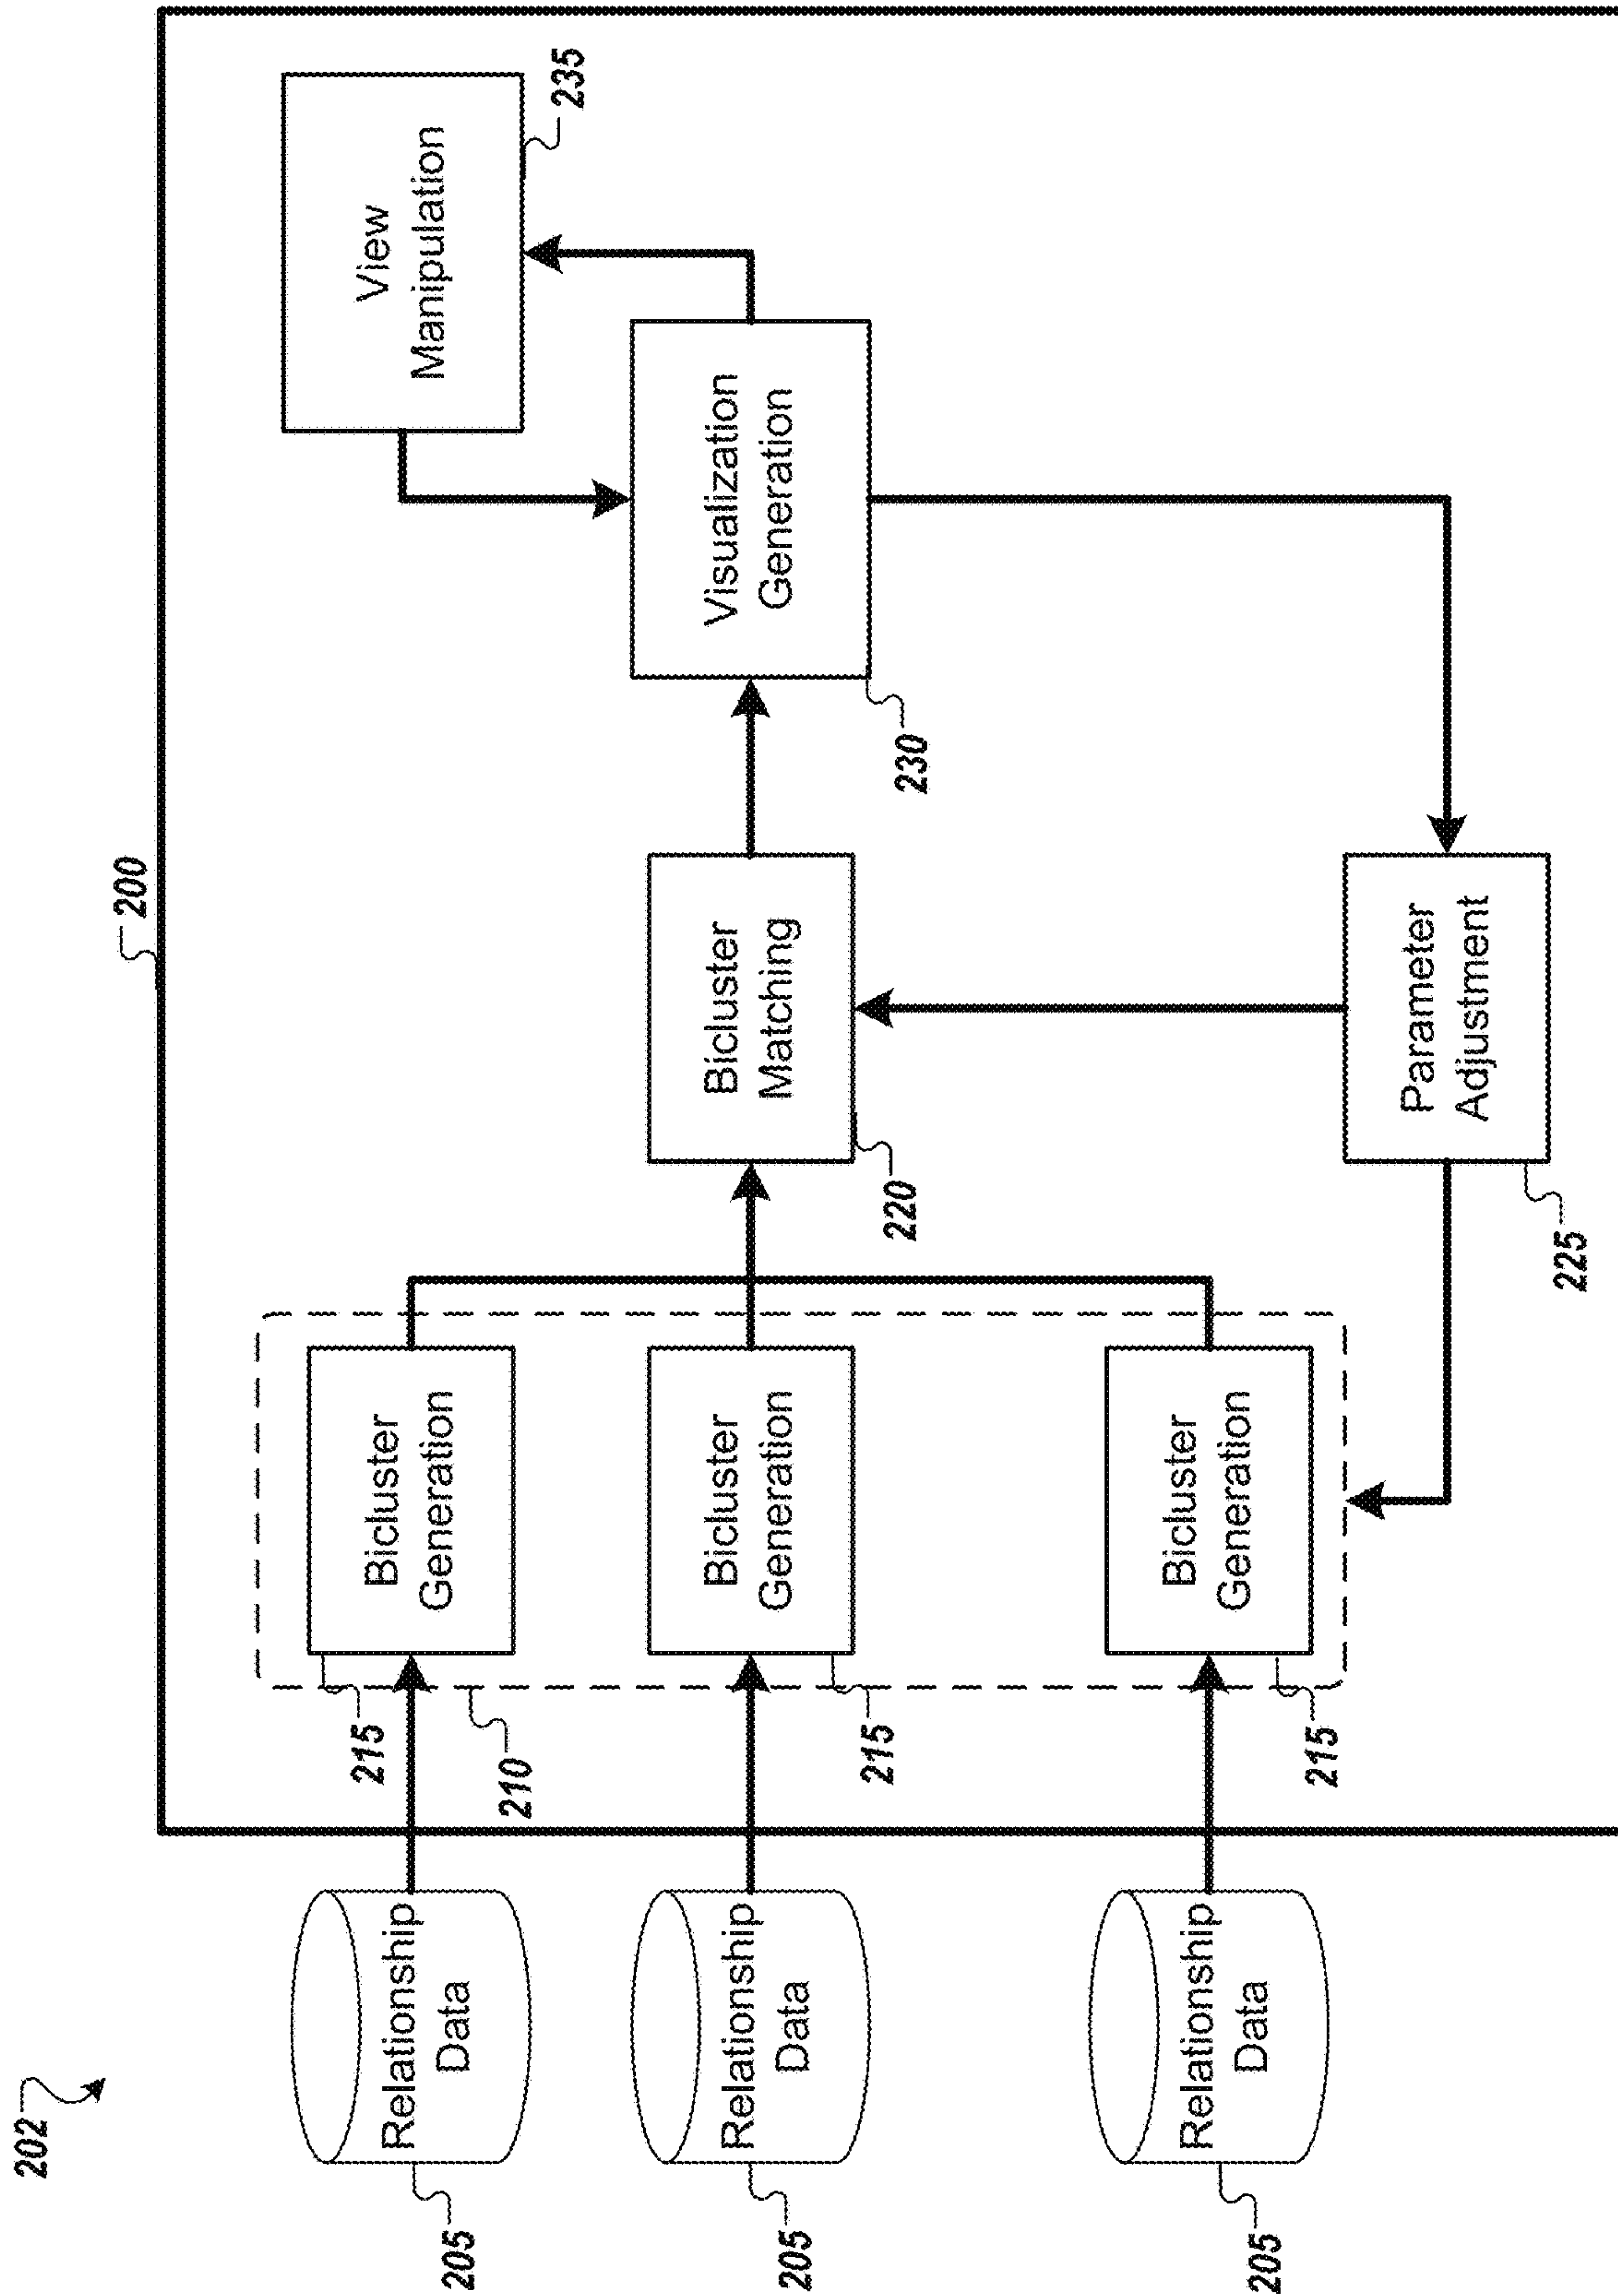 202
200
205
Relationship
Data
205
Relationship
Data
205
Relationship
Data
215
Bicluster
Generation
210
215
Bicluster
Generation
215
Bicluster
Generation
Bicluster
Matching
220
Visualization
Generation
230
View
Manipulation
235
Parameter
Adjustment
225